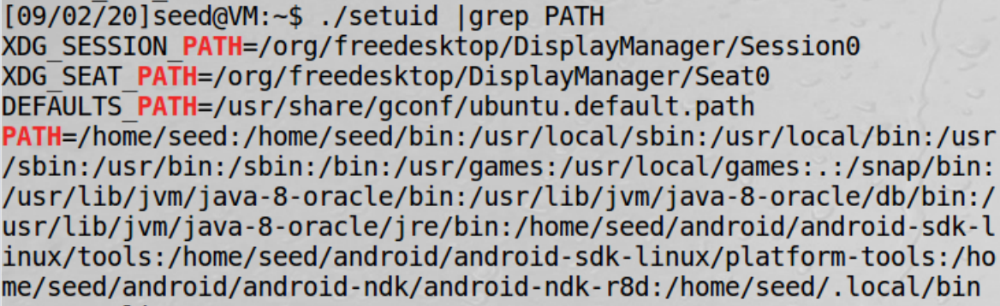 [09/02/20]seed@VM:~$ ./setuid |grep PATH
XDG_SESSION_PATH=/org/freedesktop/DisplayManager/Session0
XDG_SEAT_PATH=/org/freedesktop/DisplayManager/Seat0
DEFAULTS_PATH=/usr/share/gconf/ubuntu.default.path
PATH=/home/seed:/home/seed/bin:/usr/local/sbin:/usr/local/bin:/usr
/sbin:/usr/bin:/sbin:/bin:/usr/games:/usr/local/games:.:/snap/bin:
/usr/lib/jvm/java-8-oracle/bin:/usr/lib/jvm/java-8-oracle/db/bin:/
usr/lib/jvm/java-8-oracle/jre/bin:/home/seed/android/android-sdk-l
inux/tools:/home/seed/android/android-sdk-linux/platform-tools:/ho
me/seed/android/android-ndk/android-ndk-r8d:/home/seed/.local/bin